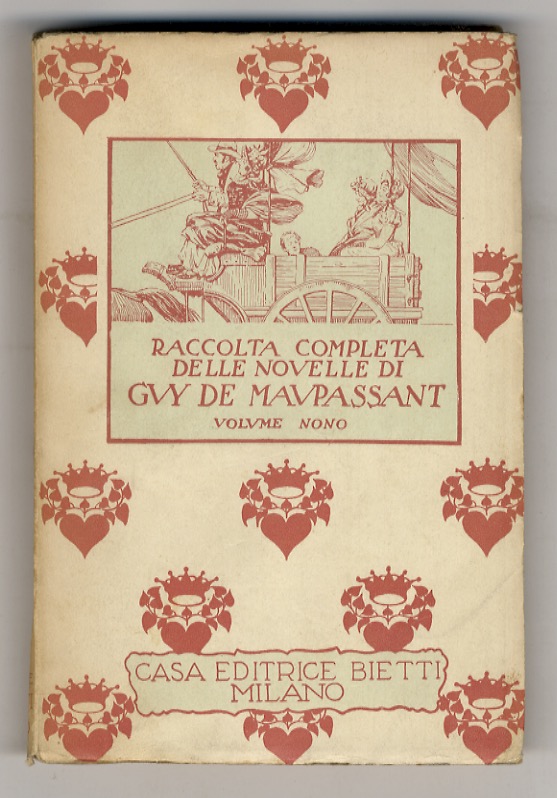 RACCOLTA COMPLETA
DELLE NOVELLE DI
GVY DE MAVPASSANT
VOLVME NONO
CASA EDITRICE BIETTI
MILANO